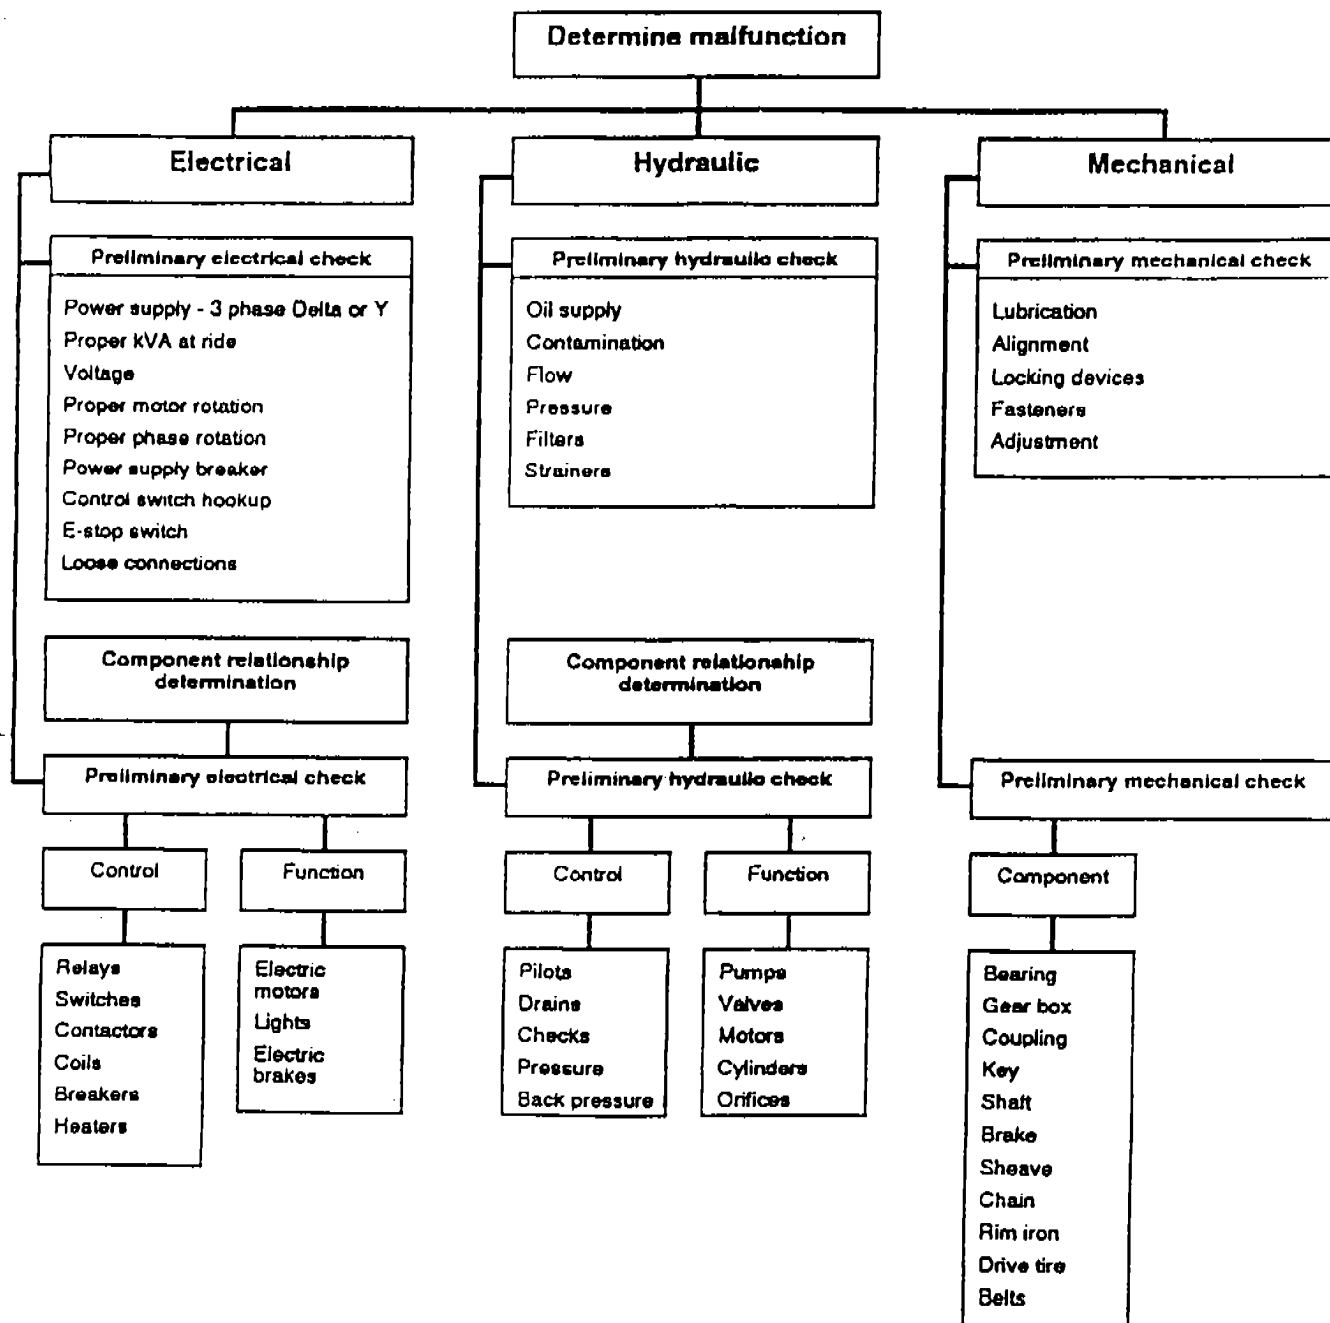 Determine malfunction
Electrical
Preliminary electrical check
Power supply - 3 phase Delta or Y
Proper kVA at ride
Voltage
Proper motor rotation
Proper phase rotation
Power supply breaker
Control switch hookup
E-stop switch
Loose connections
Component relationship
determination
Preliminary electrical check
Control
Relays
Switches
Contactors
Coils
Breakers
Heaters
Function
Electric
motors
Lights
Electric
brakes
Hydraulic
Preliminary hydraulic check
Oil supply
Contamination
Flow
Pressure
Filters
Strainers
Component relationship
determination
Preliminary hydraulic check
Control
Pilots
Drains
Checks
Pressure
Back pressure
Function
Pumps
Valves
Motors
Cylinders
Orifices
Mechanical
Preliminary mechanical check
Lubrication
Alignment
Locking devices
Fasteners
Adjustment
Preliminary mechanical check
Component
Bearing
Gear box
Coupling
Key
Shaft
Brake
Sheave
Chain
Rim iron
Drive tire
Belts